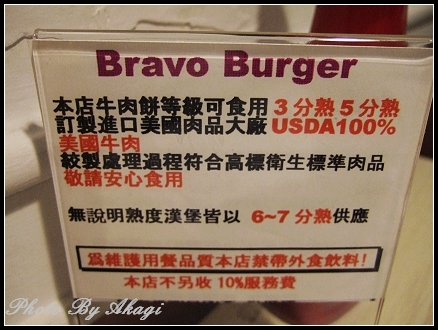 Bravo Burger
本店牛肉餅等級可食用 3 分熟 5 分熟
訂製進口美國肉品大廠 USDA100%
美國牛肉
絞製處理過程符合高標衛生標準肉品
敬請安心食用
無說明熟度漢堡皆以 6~7 分熟供應
爲維護用餐品質本店禁帶外食飲料!
本店不另收 10%服務費
Photo By Akagi